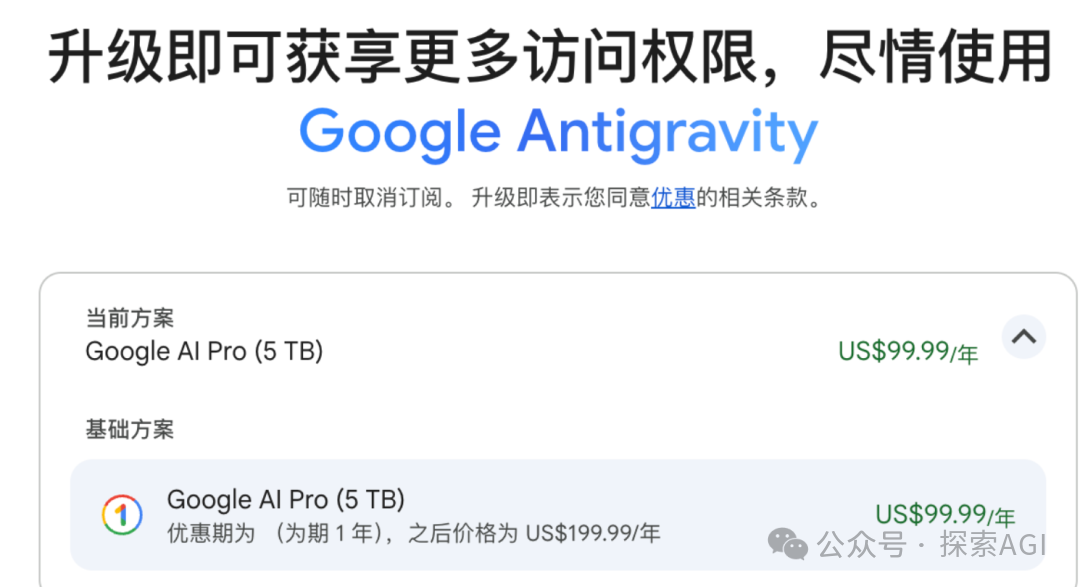 升级即可获享更多访问权限，尽情使用
Google Antigravity
可随时取消订阅。 升级即表示您同意优惠的相关条款。
当前方案
Google AI Pro (5 TB)
US$99.99/年
基础方案
1
Google AI Pro (5 TB)
优惠期为 （为期 1 年），之后价格为 US$199.99/年
US$99.99/年
公众号 · 探索AGI